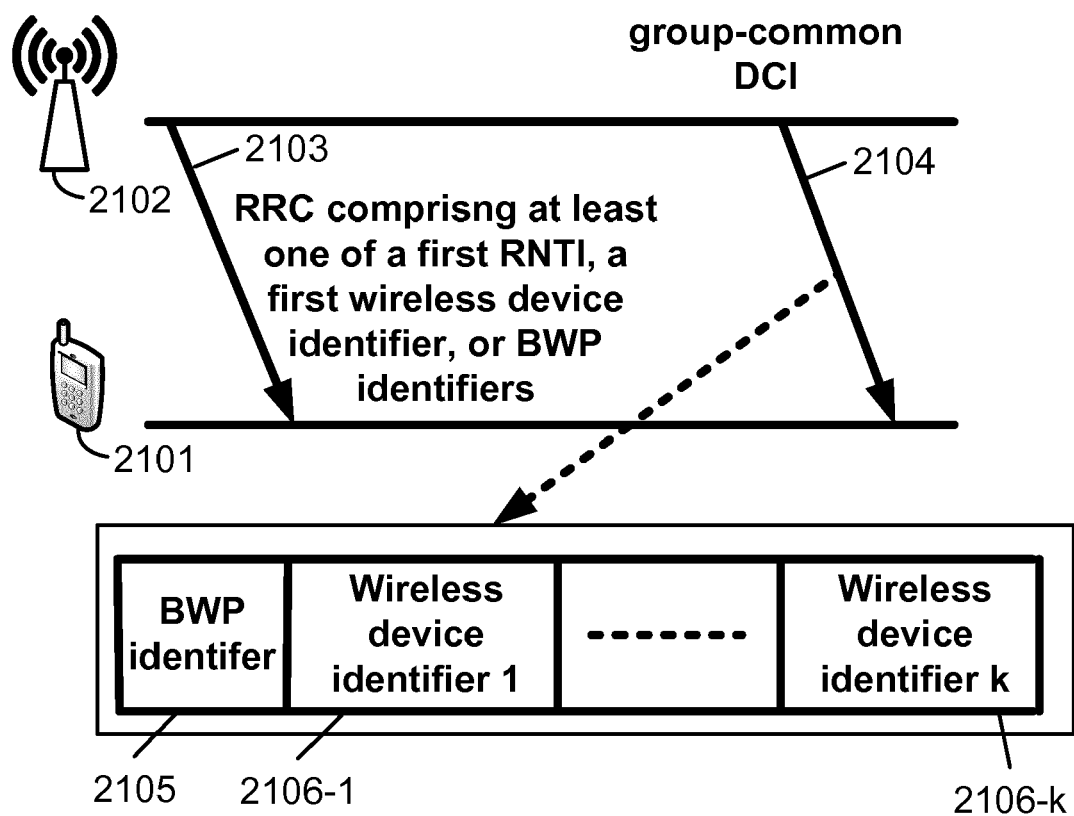 group-common
DCI
2103
2104
2102
RRC comprisng at least
one of a first RNTI, a
first wireless device
identifier, or BWP
identifiers
2101
BWP
identifer
Wireless
device
identifier 1
Wireless
device
identifier k
2105
2106-1
2106-k